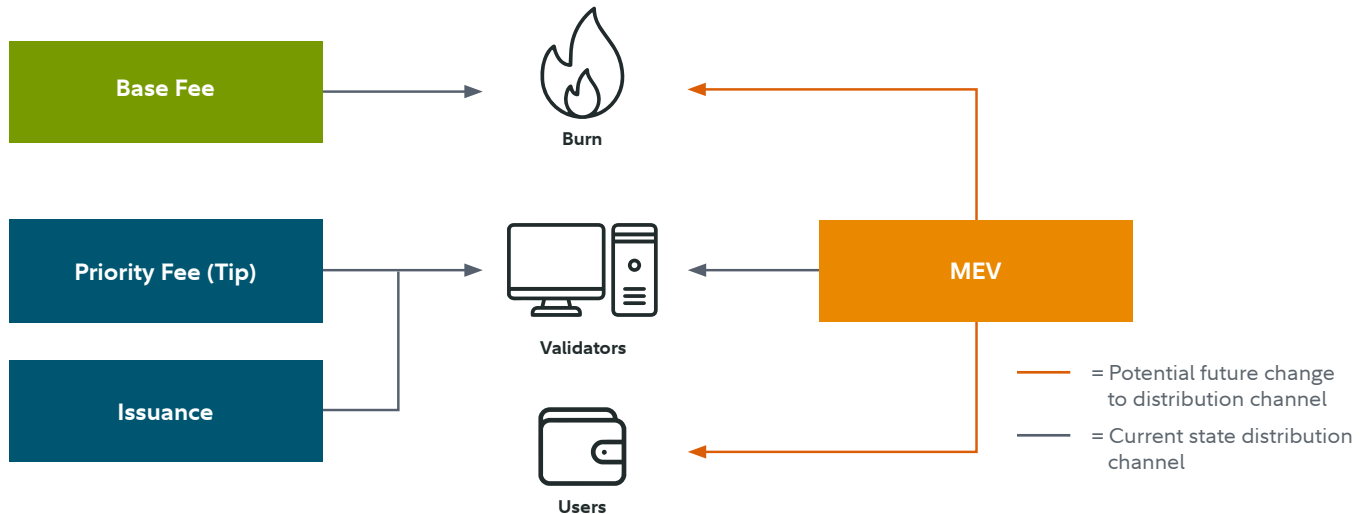 Base Fee
Burn
Priority Fee (Tip)
MEV
Validators
Issuance
Users
= Potential future change
to distribution channel
= Current state distribution
channel